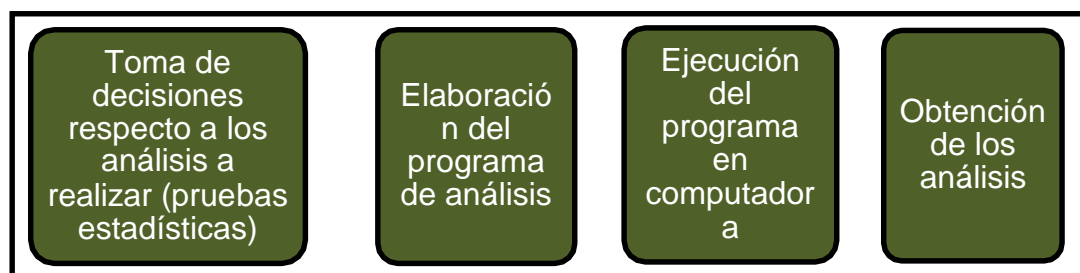 Toma de
decisiones
respecto a los
análisis a
realizar (pruebas
estadísticas)
Elaboració
n del
programa
de análisis
Ejecución
del
programa
en
computador
a
Obtención
de los
análisis